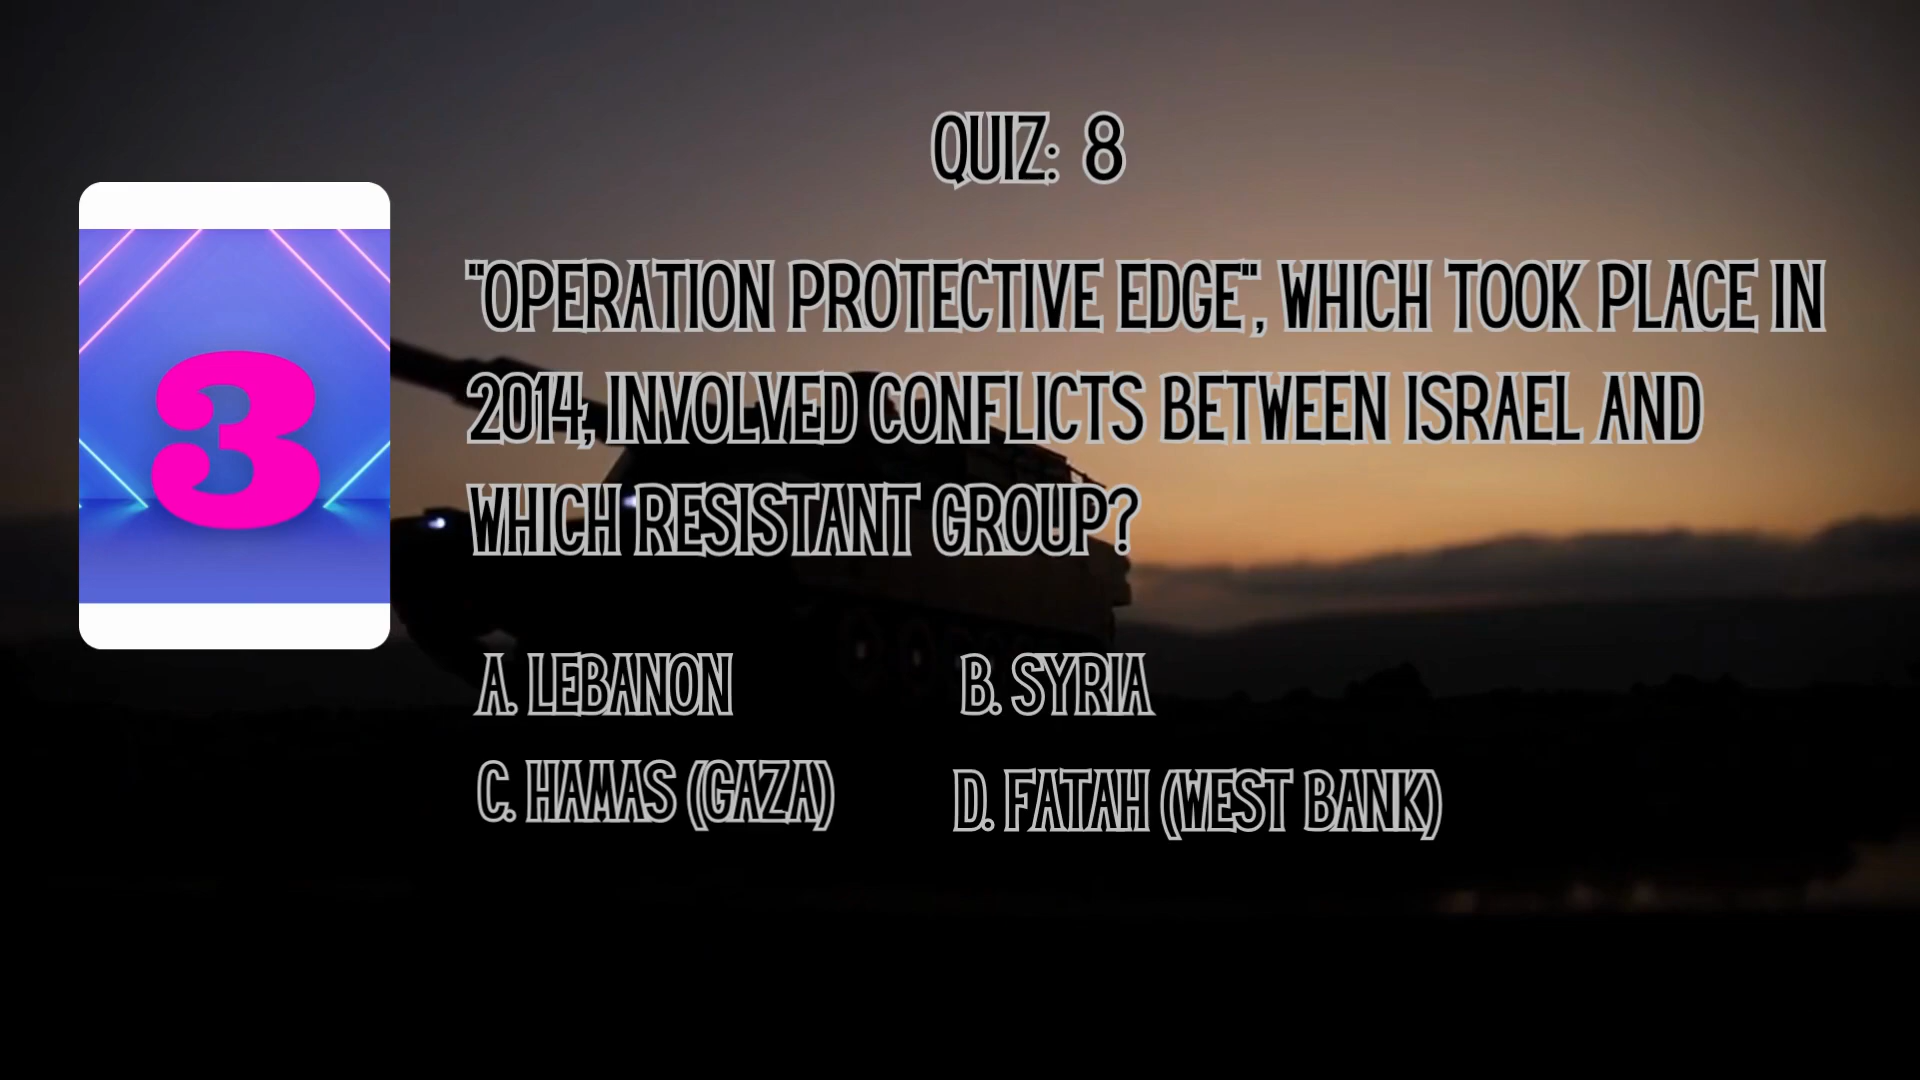 QUIZ: 8
"OPERATION PROTECTIVE EDGE", WHICH TOOK PLACE IN
2014, INVOLVED CONFLICTS BETWEEN ISRAEL AND
WHICH RESISTANT GROUP?
3
A. LEBANON
B. SYRIA
C. HAMAS (GAZA)
D. FATAH (WEST BANK)